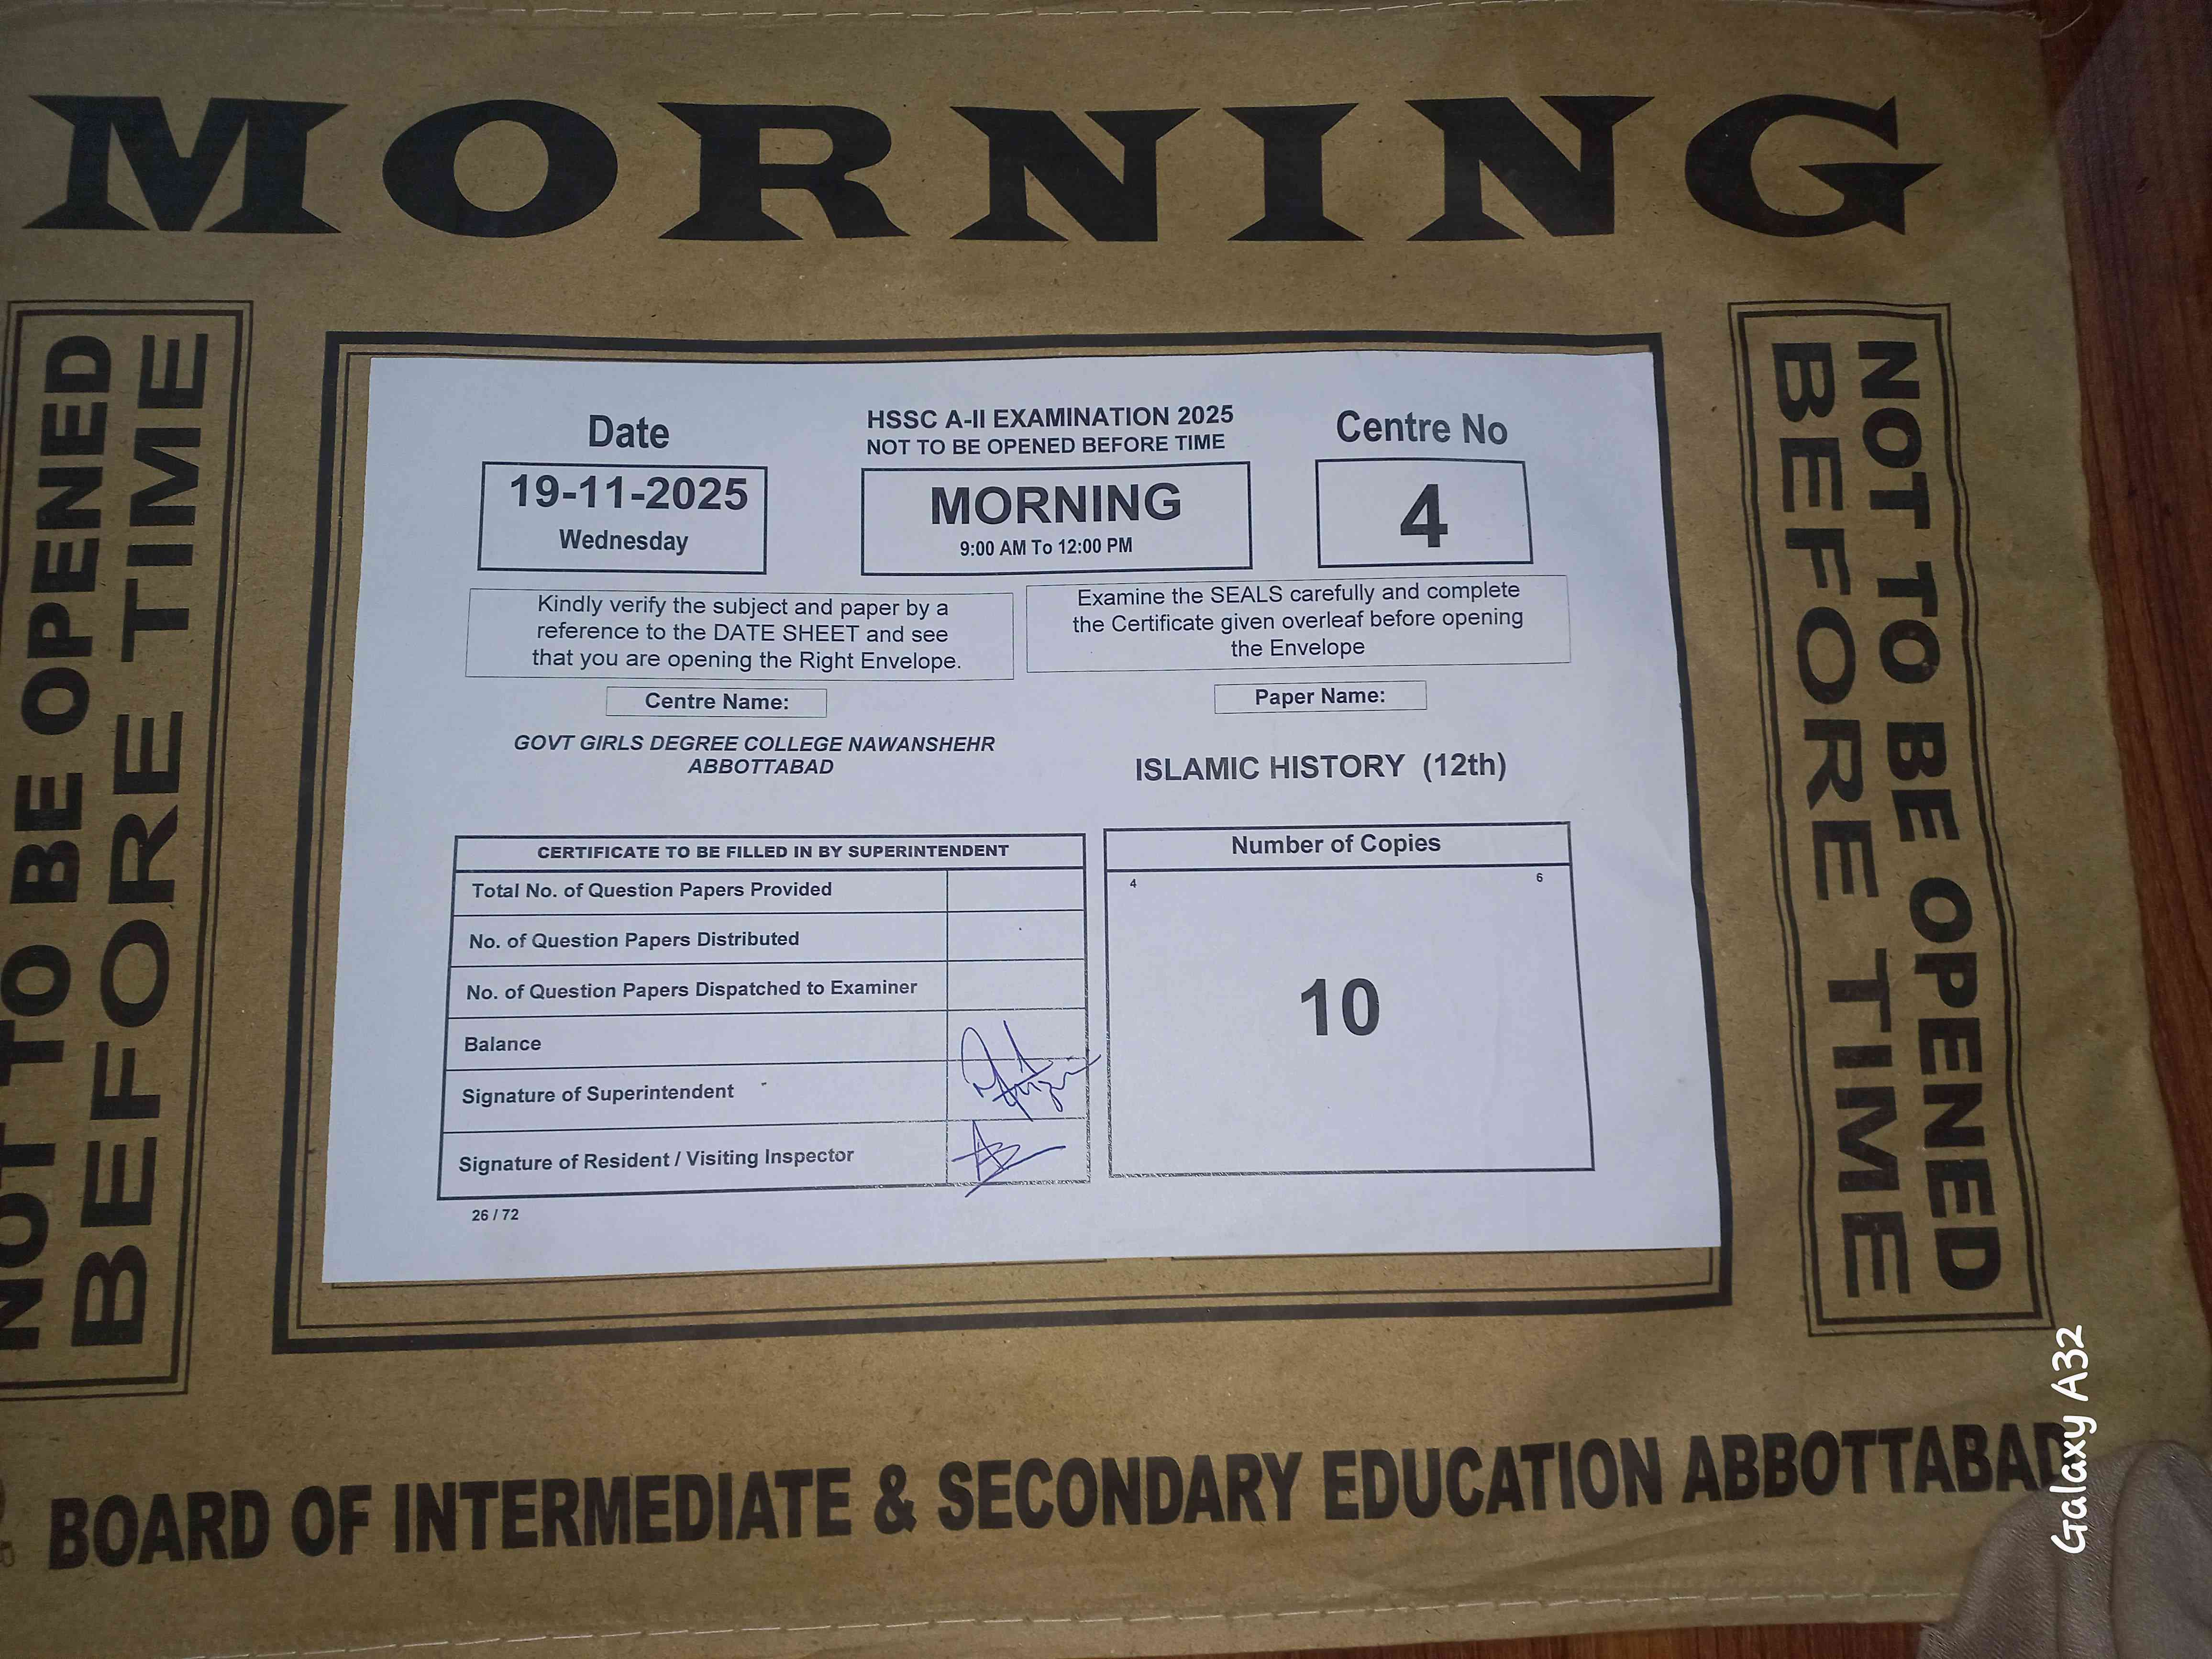 MORNING
NOT TO BE OPENED
BEFORE TIME
Date
19-11-2025
Wednesday
HSSC A-II EXAMINATION 2025
NOT TO BE OPENED BEFORE TIME
MORNING
9:00 AM To 12:00 PM
Centre No
4
Kindly verify the subject and paper by a
reference to the DATE SHEET and see
that you are opening the Right Envelope.
Examine the SEALS carefully and complete
the Certificate given overleaf before opening
the Envelope
Centre Name:
GOVT GIRLS DEGREE COLLEGE NAWANSHEHR
ABBOTTABAD
Paper Name:
ISLAMIC HISTORY (12th)
CERTIFICATE TO BE FILLED IN BY SUPERINTENDENT
Total No. of Question Papers Provided
No. of Question Papers Distributed
No. of Question Papers Dispatched to Examiner
Balance
Signature of Superintendent
Signature of Resident / Visiting Inspector
26 / 72
Number of Copies
4 6
10
NOT TO BE OPENED
BEFORE TIME
BOARD OF INTERMEDIATE & SECONDARY EDUCATION ABBOTTABAD
Galaxy A32